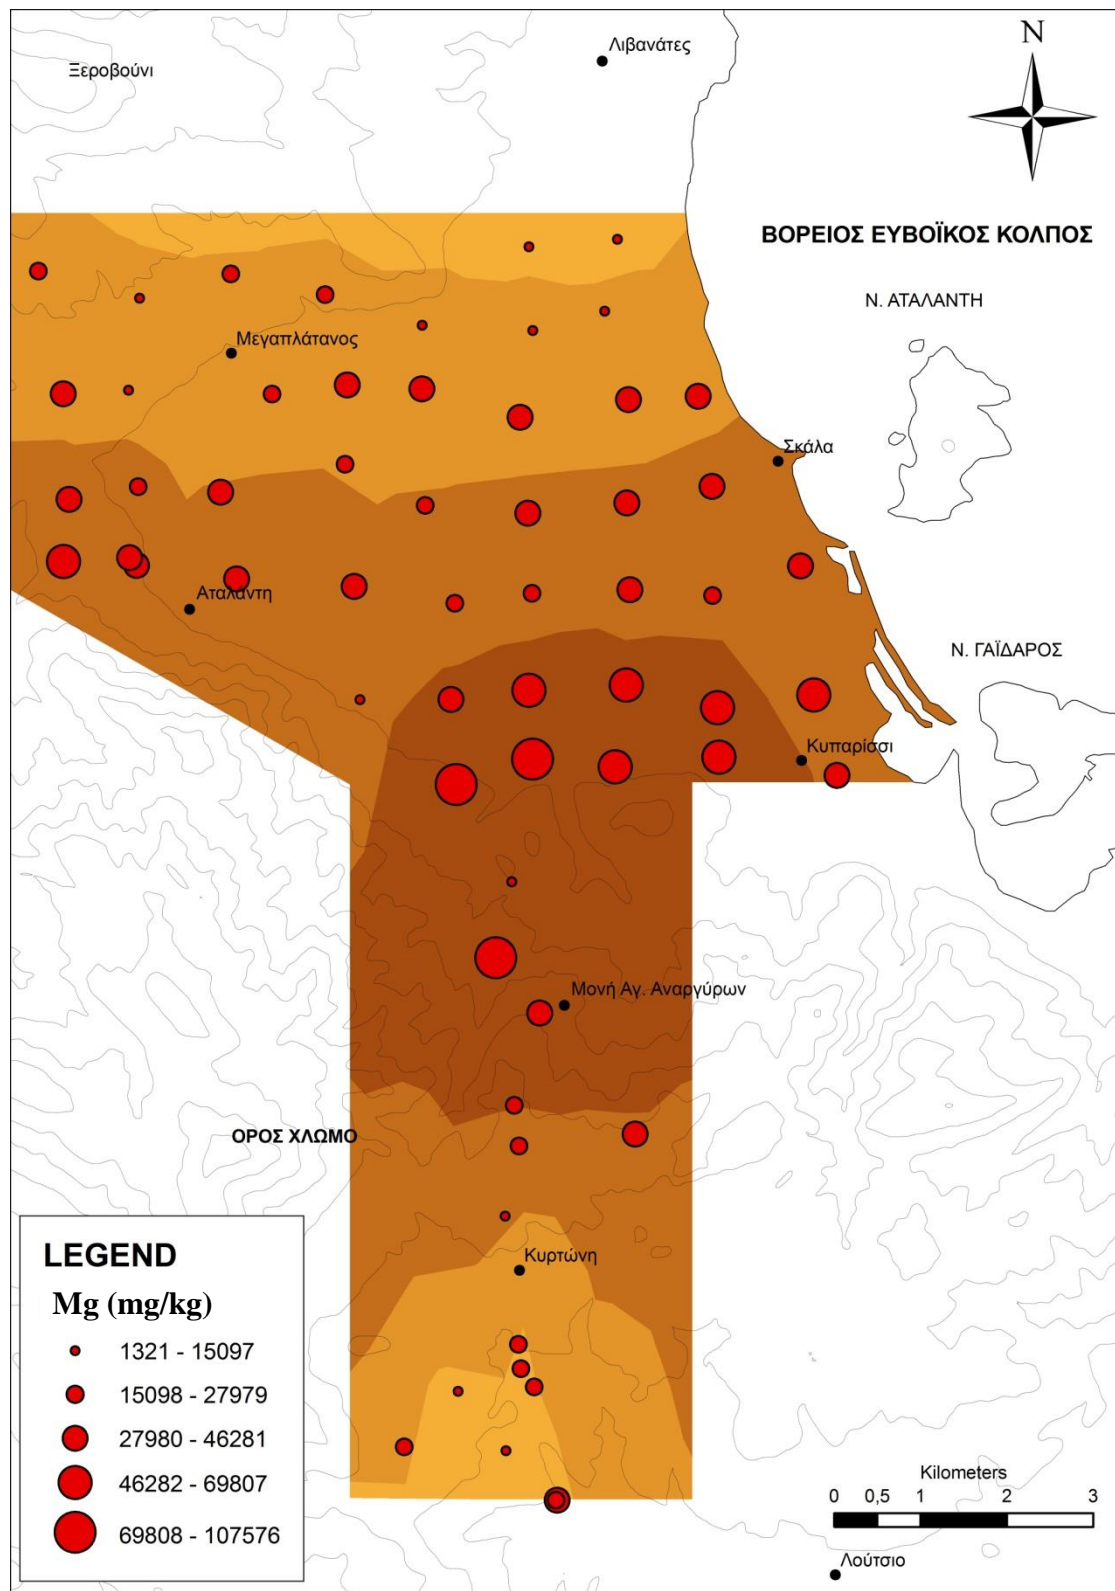 Λιβανάτες
Ξεροβούνι
N
ΒΟΡΕΙΟΣ ΕΥΒΟΪΚΟΣ ΚΟΛΠΟΣ
Ν. ΑΤΑΛΑΝΤΗ
Μεγαπλάτανος
Σκάλα
Αταλάντη
Ν. ΓΑΪΔΑΡΟΣ
Κυπαρίσσι
Μονή Αγ. Αναργύρων
ΟΡΟΣ ΧΛΩΜΟ
Κυρτώνη
LEGEND
Mg (mg/kg)
1321 - 15097
15098 - 27979
27980 - 46281
46282 - 69807
69808 - 107576
Kilometers
0 0,5 1 2 3
Λούτσιο